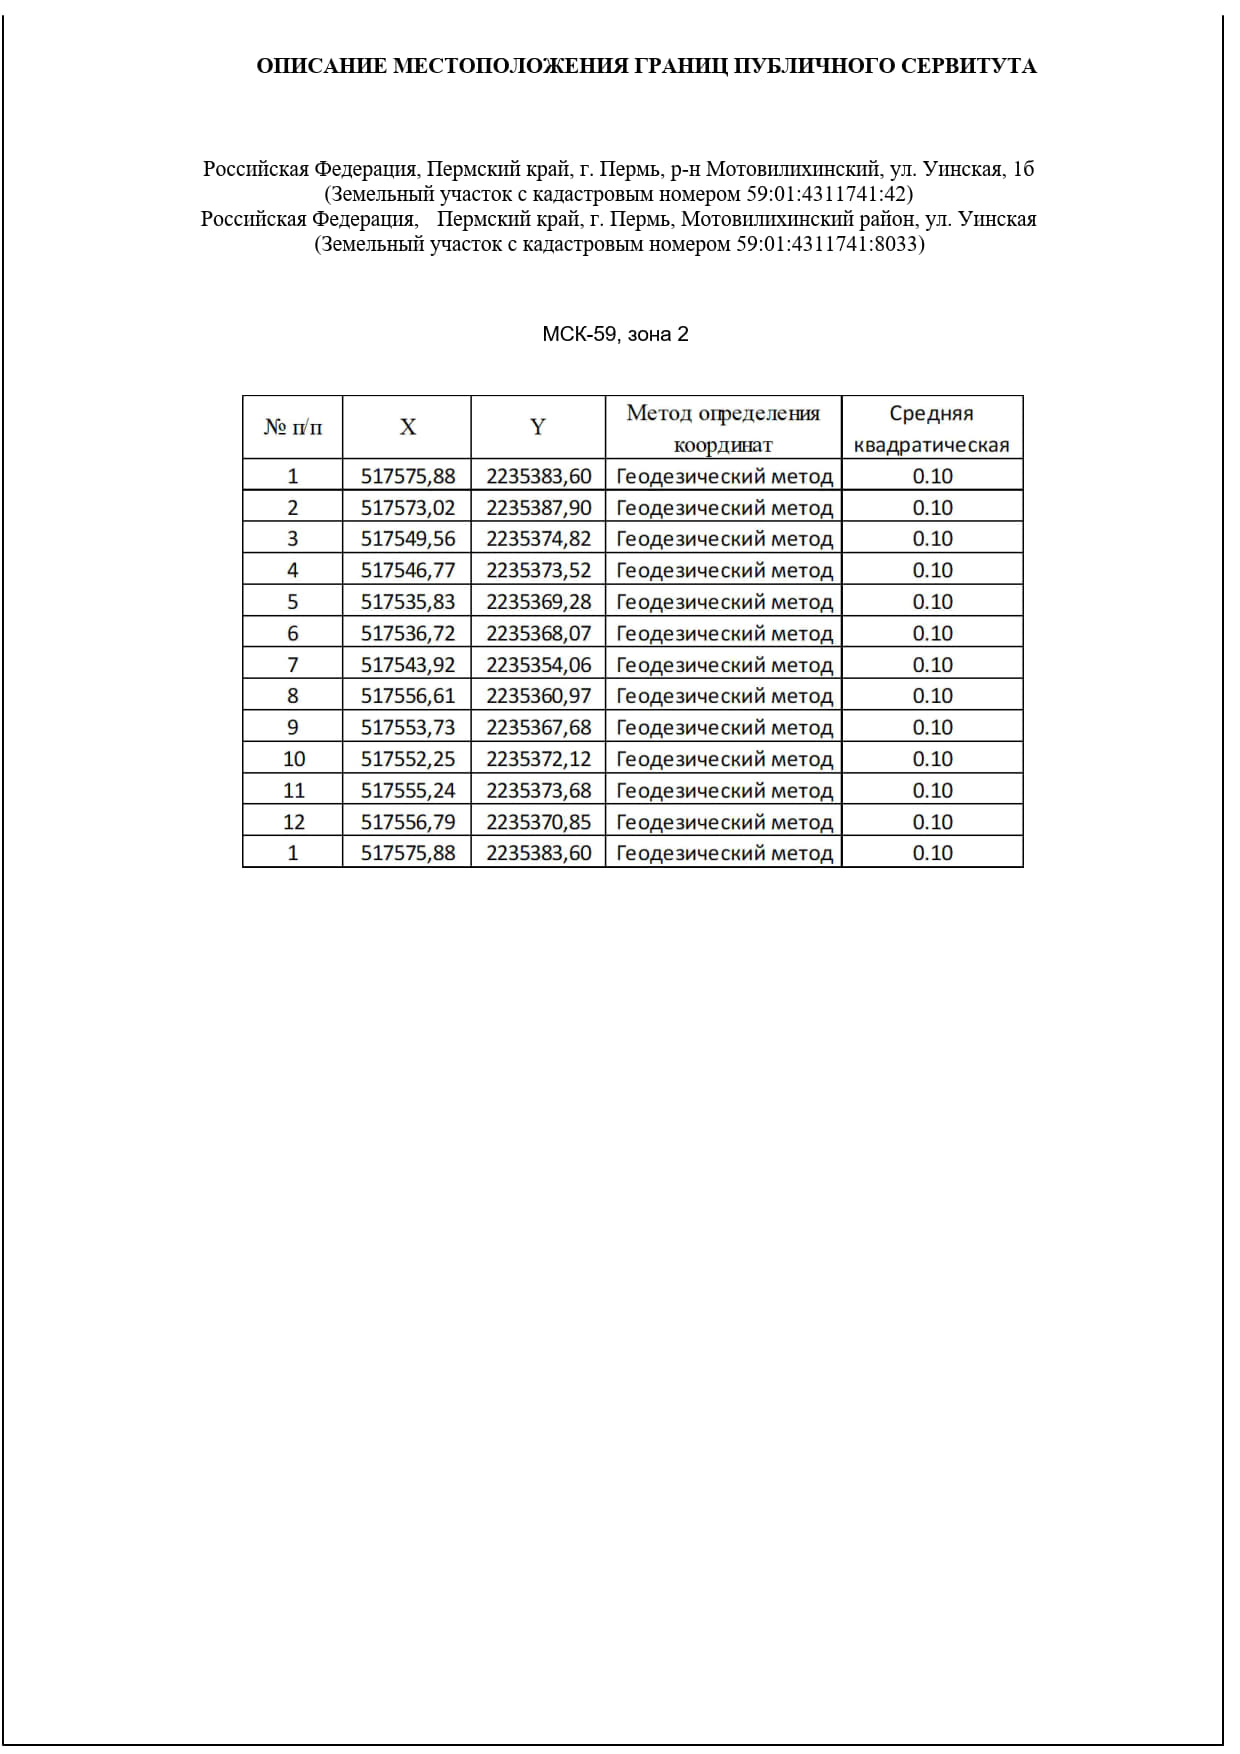 ОПИСАНИЕ МЕСТОПОЛОЖЕНИЯ ГРАНИЦ ПУБЛИЧНОГО СЕРВИТУТА
Российская Федерация, Пермский край, г. Пермь, р-н Мотовилихинский, ул. Уинская, 1б
(Земельный участок с кадастровым номером 59:01:4311741:42)
Российская Федерация, Пермский край, г. Пермь, Мотовилихинский район, ул. Уинская
(Земельный участок с кадастровым номером 59:01:4311741:8033)
МСК-59, зона 2
№ п/п X Y Метод определения координат Средняя квадратическая
1 517575,88 2235383,60 Геодезический метод 0.10
2 517573,02 2235387,90 Геодезический метод 0.10
3 517549,56 2235374,82 Геодезический метод 0.10
4 517546,77 2235373,52 Геодезический метод 0.10
5 517535,83 2235369,28 Геодезический метод 0.10
6 517536,72 2235368,07 Геодезический метод 0.10
7 517543,92 2235354,06 Геодезический метод 0.10
8 517556,61 2235360,97 Геодезический метод 0.10
9 517553,73 2235367,68 Геодезический метод 0.10
10 517552,25 2235372,12 Геодезический метод 0.10
11 517555,24 2235373,68 Геодезический метод 0.10
12 517556,79 2235370,85 Геодезический метод 0.10
1 517575,88 2235383,60 Геодезический метод 0.10